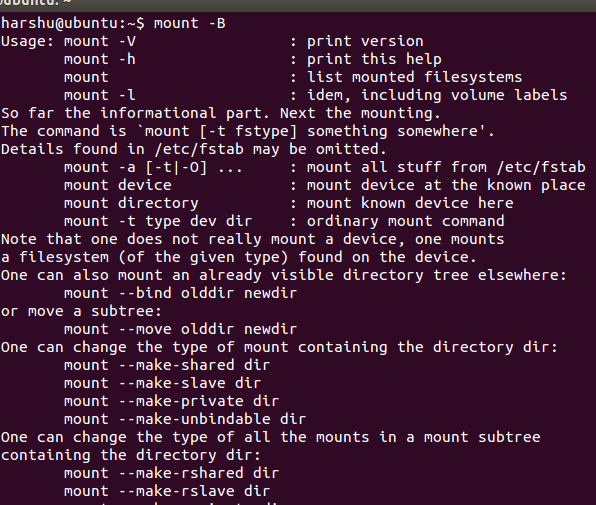 harshu@ubuntu:~$ mount -B
Usage: mount -V                 : print version
       mount -h                 : print this help
       mount                    : list mounted filesystems
       mount -l                 : idem, including volume labels
So far the informational part. Next the mounting.
The command is `mount [-t fstype] something somewhere'.
Details found in /etc/fstab may be omitted.
       mount -a [-t|-O] ...     : mount all stuff from /etc/fstab
       mount device             : mount device at the known place
       mount directory          : mount known device here
       mount -t type dev dir    : ordinary mount command
Note that one does not really mount a device, one mounts
a filesystem (of the given type) found on the device.
One can also mount an already visible directory tree elsewhere:
       mount --bind olddir newdir
or move a subtree:
       mount --move olddir newdir
One can change the type of mount containing the directory dir:
       mount --make-shared dir
       mount --make-slave dir
       mount --make-private dir
       mount --make-unbindable dir
One can change the type of all the mounts in a mount subtree
containing the directory dir:
       mount --make-rshared dir
       mount --make-rslave dir